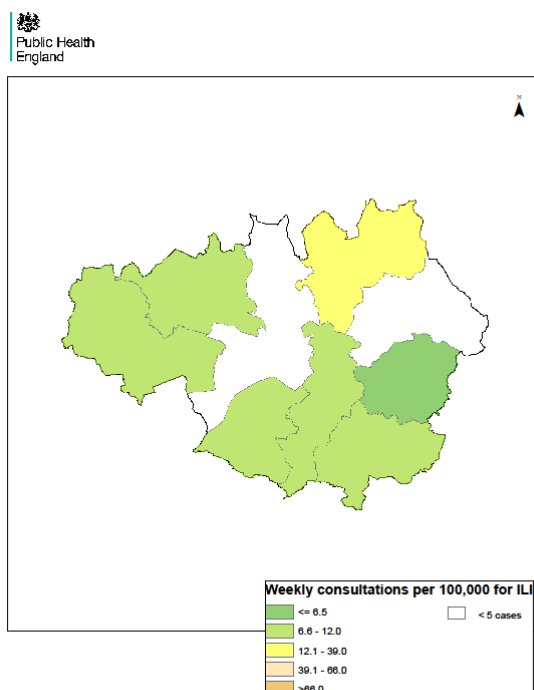 Public Health
England
N
Weekly consultations per 100,000 for ILI
<= 6.5
< 5 cases
6.6 - 12.0
12.1 - 39.0
39.1 - 66.0
>66.0